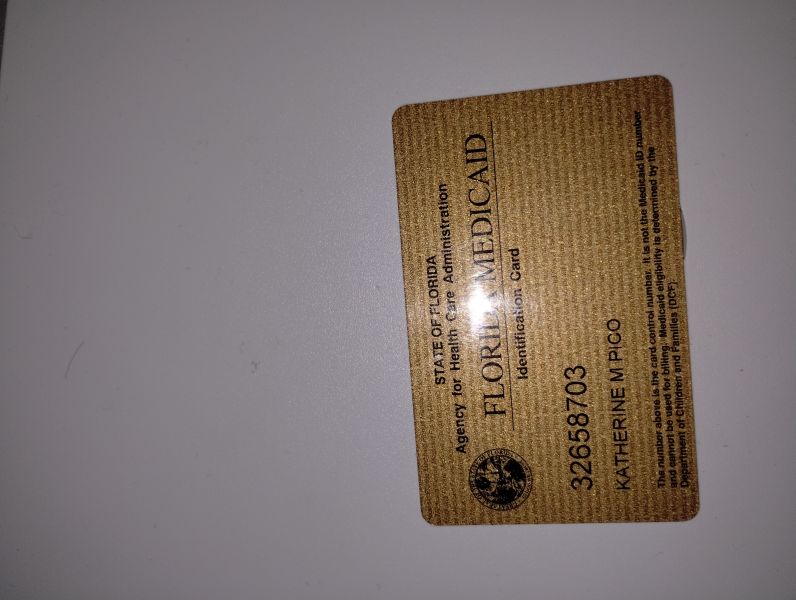 STATE OF FLORIDA
Agency for Health Care Administration
FLORIDA MEDICAID
Identification Card
32658703
KATHERINE M PICO
The number above is the card control number. It is not the Medicaid ID number
and cannot be used for billing. Medicaid eligibility is determined by the
Department of Children and Families (DCF).